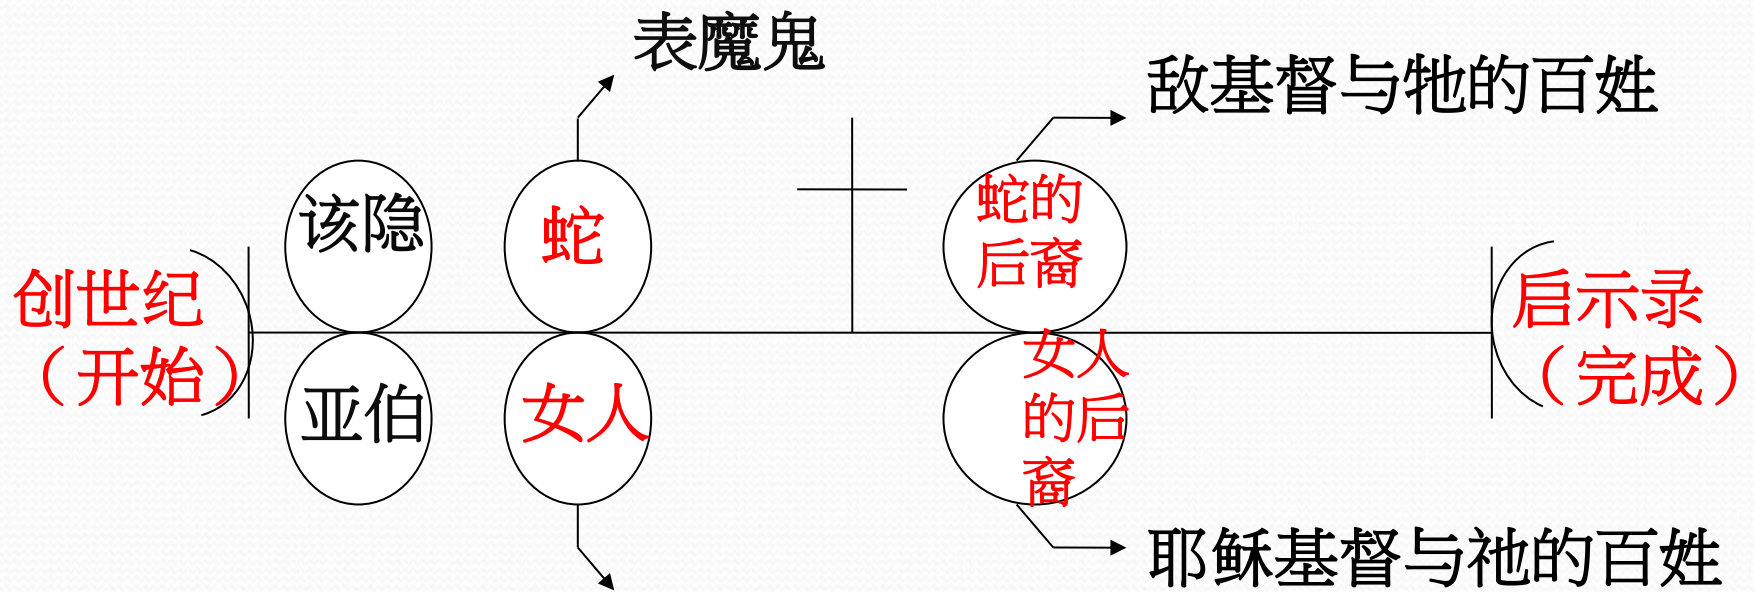 表魔鬼
敌基督与牠的百姓
该隐
蛇
蛇的
后裔
创世纪
（开始）
启示录
（完成）
亚伯
女人
女人
的后
裔
耶稣基督与祂的百姓